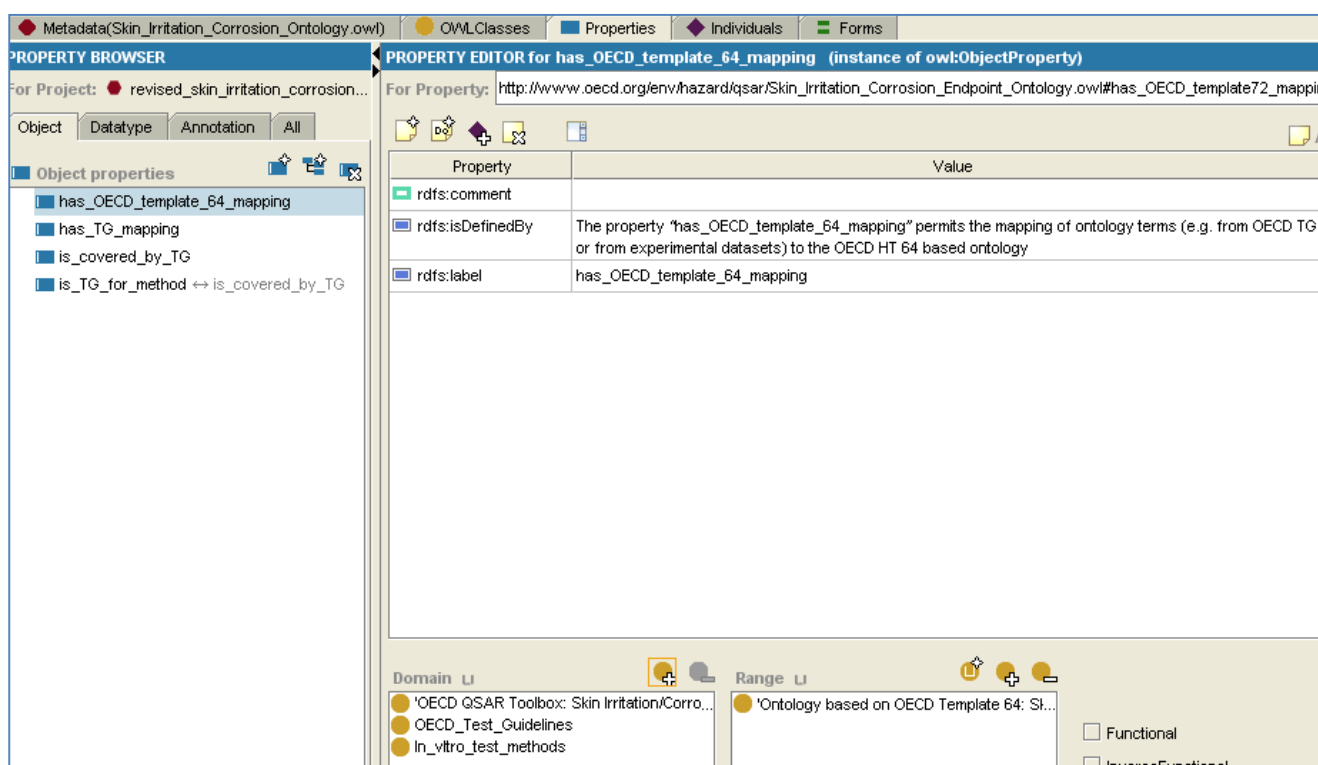 Metadata(Skin_Irritation_Corrosion_Ontology.owl) OWLClasses Properties Individuals Forms
PROPERTY BROWSER
For Project: revised_skin_irritation_corrosion...
Object Datatype Annotation All
Object properties
has_OECD_template_64_mapping
has_TG_mapping
is_covered_by_TG
is_TG_for_method ↔ is_covered_by_TG
PROPERTY EDITOR for has_OECD_template_64_mapping (instance of owl:ObjectProperty)
For Property: http://www.oecd.org/env/hazard/qsar/Skin_Irritation_Corrosion_Endpoint_Ontology.owl#has_OECD_template72_mappi
Property Value
rdfs:comment
rdfs:isDefinedBy The property "has_OECD_template_64_mapping" permits the mapping of ontology terms (e.g. from OECD TG
or from experimental datasets) to the OECD HT 64 based ontology
rdfs:label has_OECD_template_64_mapping
Domain
'OECD QSAR Toolbox: Skin Irritation/Corro...
OECD_Test_Guidelines
In_vitro_test_methods
Range
'Ontology based on OECD Template 64: Sk...
Functional
InverseFunctional